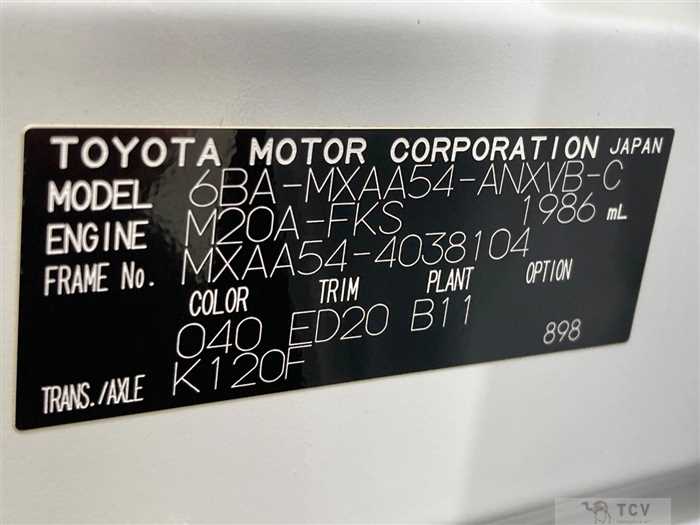 TOYOTA MOTOR CORPORATION JAPAN
MODEL 6BA-MXAA54-ANXVB-C
ENGINE M20A-FKS 1986 mL
FRAME No. MXAA54-4038104
COLOR TRIM PLANT OPTION
040 ED20 B11 898
TRANS./AXLE K120F
TCV